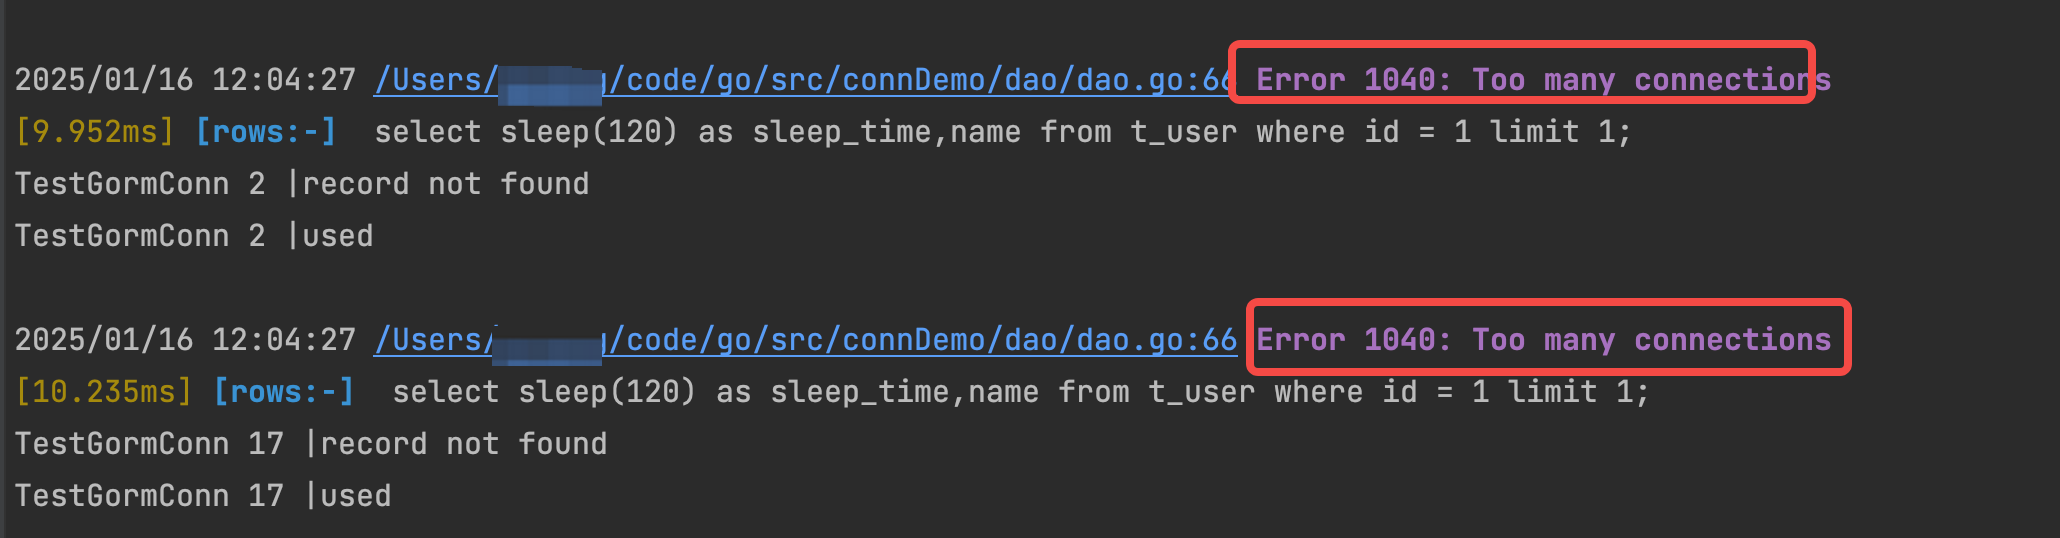 2025/01/16 12:04:27 /Users/ /code/go/src/connDemo/dao/dao.go:66 Error 1040: Too many connections
[9.952ms] [rows:-] select sleep(120) as sleep_time,name from t_user where id = 1 limit 1;
TestGormConn 2 |record not found
TestGormConn 2 |used
2025/01/16 12:04:27 /Users/ /code/go/src/connDemo/dao/dao.go:66 Error 1040: Too many connections
[10.235ms] [rows:-] select sleep(120) as sleep_time,name from t_user where id = 1 limit 1;
TestGormConn 17 |record not found
TestGormConn 17 |used